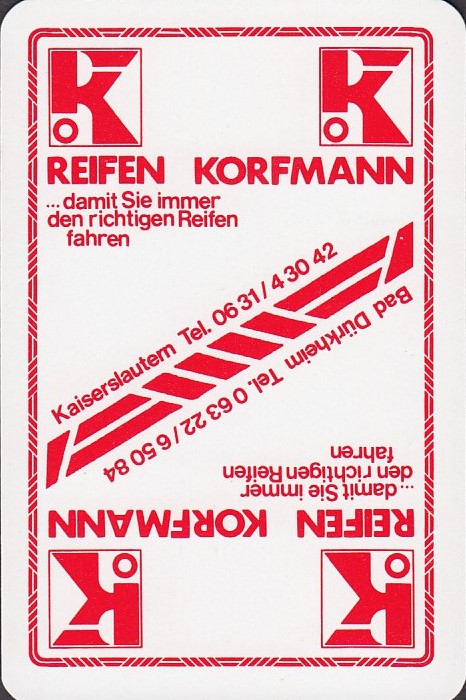 K K
REIFEN KORFMANN
...damit Sie immer
den richtigen Reifen
fahren
Kaiserslautern Tel. 06 31 / 4 30 42
Bad Dürkheim Tel. 0 63 22 / 6 50 84
REIFEN KORFMANN
...damit Sie immer
den richtigen Reifen
fahren
K K